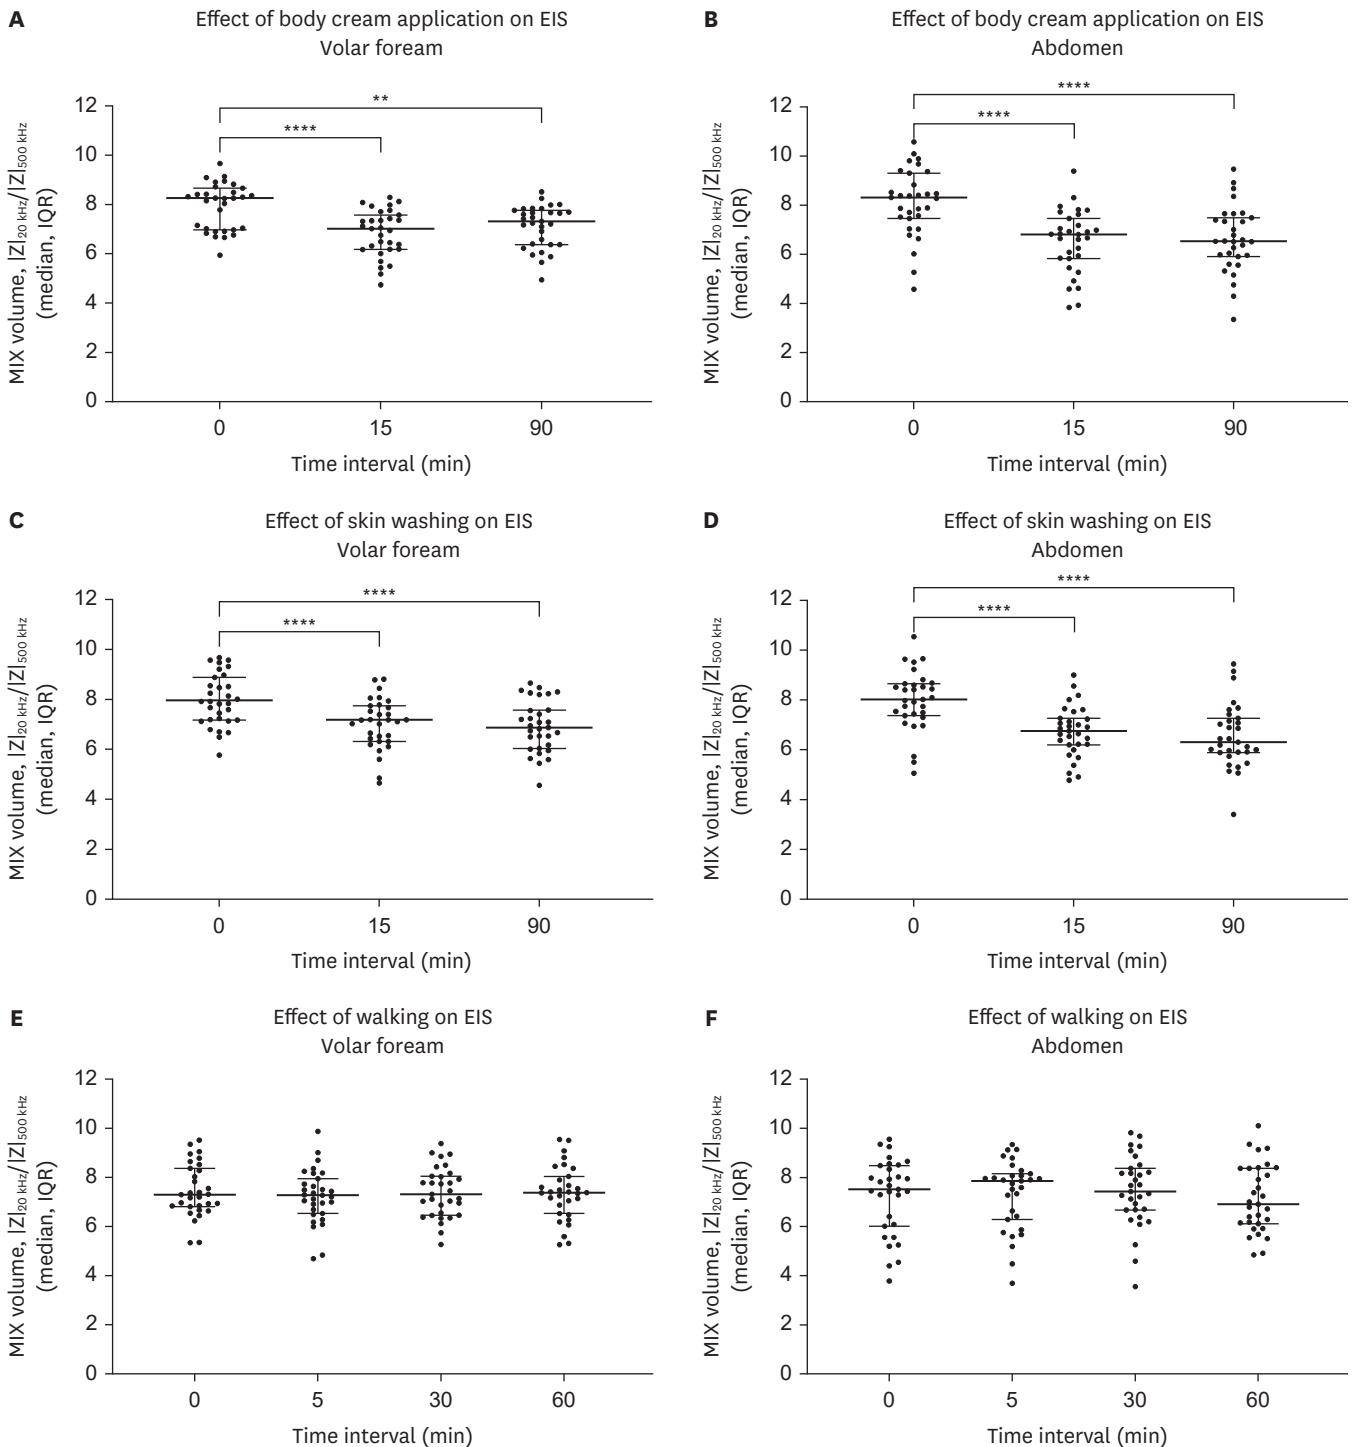 A
Effect of body cream application on EIS
Volar foream
MIX volume, |Z|20 kHz/|Z|500 kHz
(median, IQR)
12
10
8
6
4
2
0
**
****
0 15 90
Time interval (min)
B
Effect of body cream application on EIS
Abdomen
MIX volume, |Z|20 kHz/|Z|500 kHz
(median, IQR)
12
10
8
6
4
2
0
****
****
0 15 90
Time interval (min)
C
Effect of skin washing on EIS
Volar foream
MIX volume, |Z|20 kHz/|Z|500 kHz
(median, IQR)
12
10
8
6
4
2
0
****
****
0 15 90
Time interval (min)
D
Effect of skin washing on EIS
Abdomen
MIX volume, |Z|20 kHz/|Z|500 kHz
(median, IQR)
12
10
8
6
4
2
0
****
****
0 15 90
Time interval (min)
E
Effect of walking on EIS
Volar foream
MIX volume, |Z|20 kHz/|Z|500 kHz
(median, IQR)
12
10
8
6
4
2
0
0 5 30 60
Time interval (min)
F
Effect of walking on EIS
Abdomen
MIX volume, |Z|20 kHz/|Z|500 kHz
(median, IQR)
12
10
8
6
4
2
0
0 5 30 60
Time interval (min)